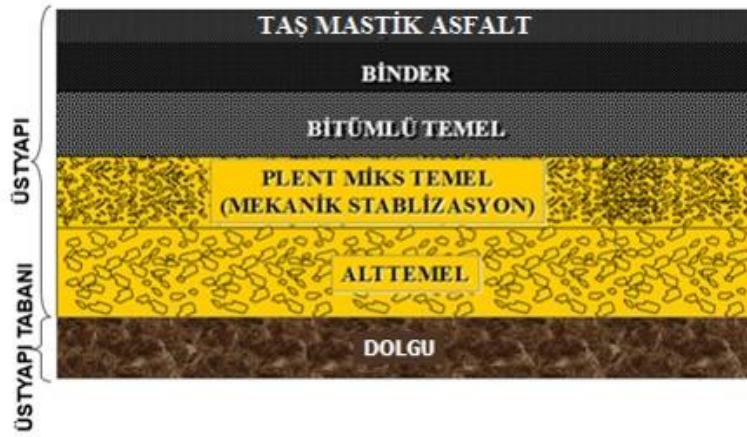 TAŞ MASTİK ASFALT
BİNDER
BİTÜMLÜ TEMEL
PLENT MİKS TEMEL
(MEKANİK STABLİZASYON)
ALTTEMEL
DOLGU
ÜSTYAPI
ÜSTYAPI TABANI